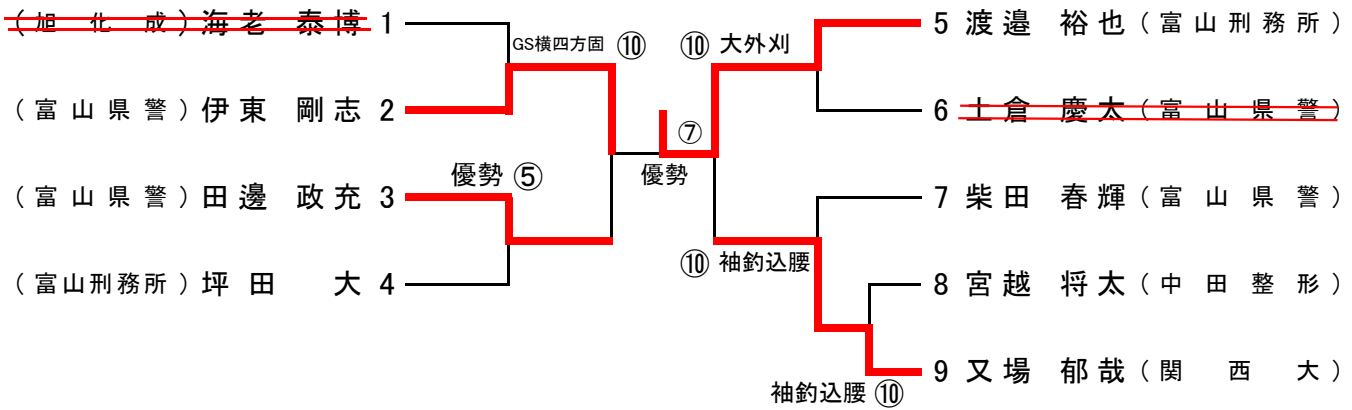 (旭化成)海老 泰博 1
GS横四方固 ⑩
(富山県警)伊東 剛志 2
優勢 ⑤
(富山県警)田邊 政充 3
(富山刑務所)坪田 大 4
⑦
優勢
⑩ 大外刈
5 渡邉 裕也(富山刑務所)
6 土倉 慶太(富山県警)
7 柴田 春輝(富山県警)
⑩ 袖釣込腰
8 宮越 将太(中田整形)
9 又場 郁哉(関西大)
袖釣込腰 ⑩